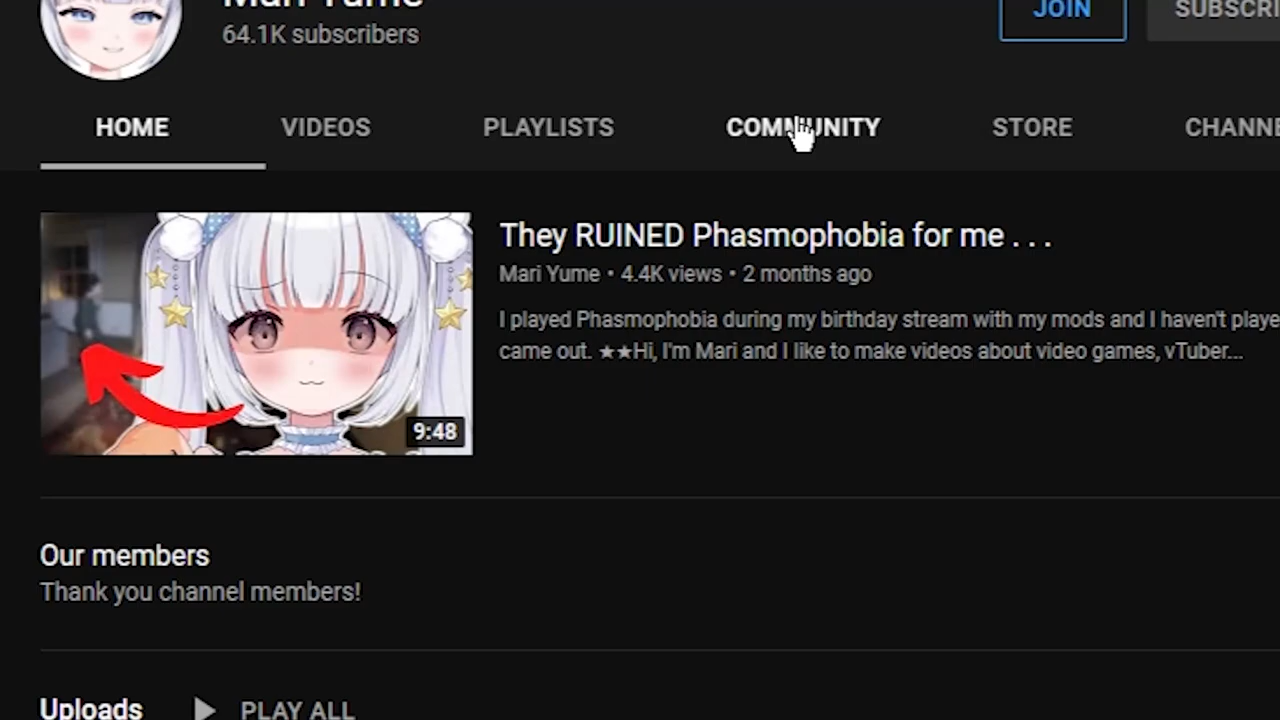 Mari Yume
JOIN
SUBSCRI
64.1K subscribers
HOME
VIDEOS
PLAYLISTS
COMMUNITY
STORE
CHANNE
They RUINED Phasmophobia for me . . .
Mari Yume • 4.4K views • 2 months ago
I played Phasmophobia during my birthday stream with my mods and I haven't playe
came out. ★★Hi, I'm Mari and I like to make videos about video games, vTuber...
9:48
Our members
Thank you channel members!
Uploads
PLAY ALL